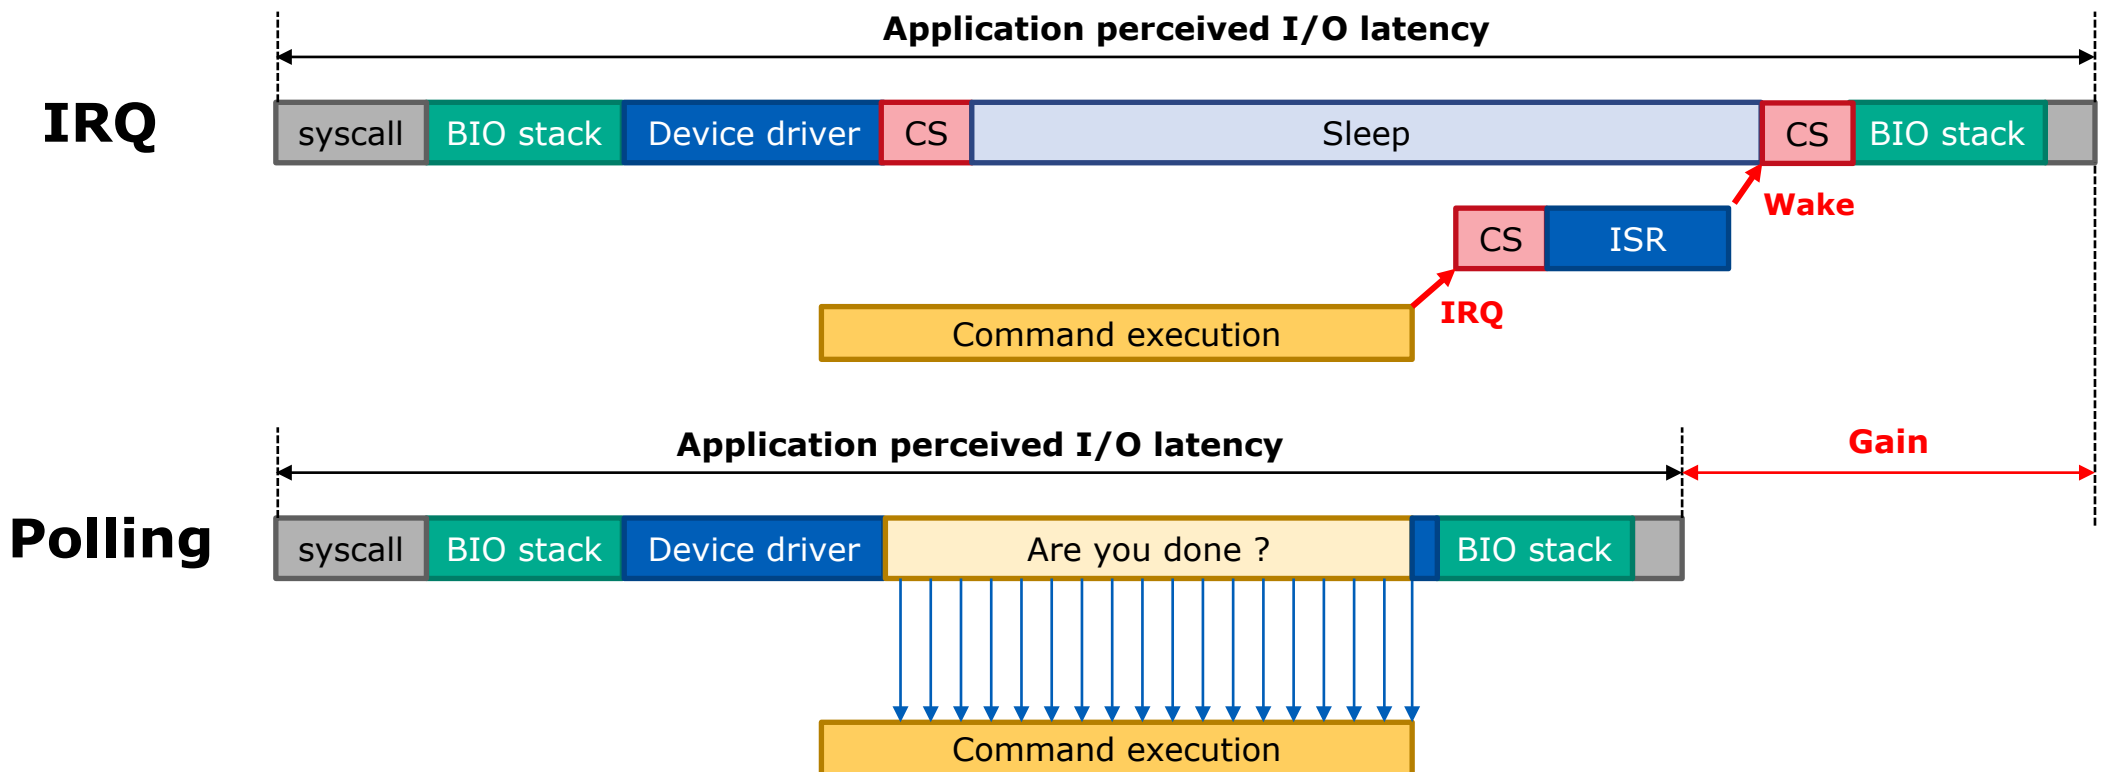 Application perceived I/O latency
IRQ
syscall
BIO stack
Device driver
CS
Sleep
CS
BIO stack
Wake
CS
ISR
IRQ
Command execution
Application perceived I/O latency
Gain
Polling
syscall
BIO stack
Device driver
Are you done ?
BIO stack
Command execution